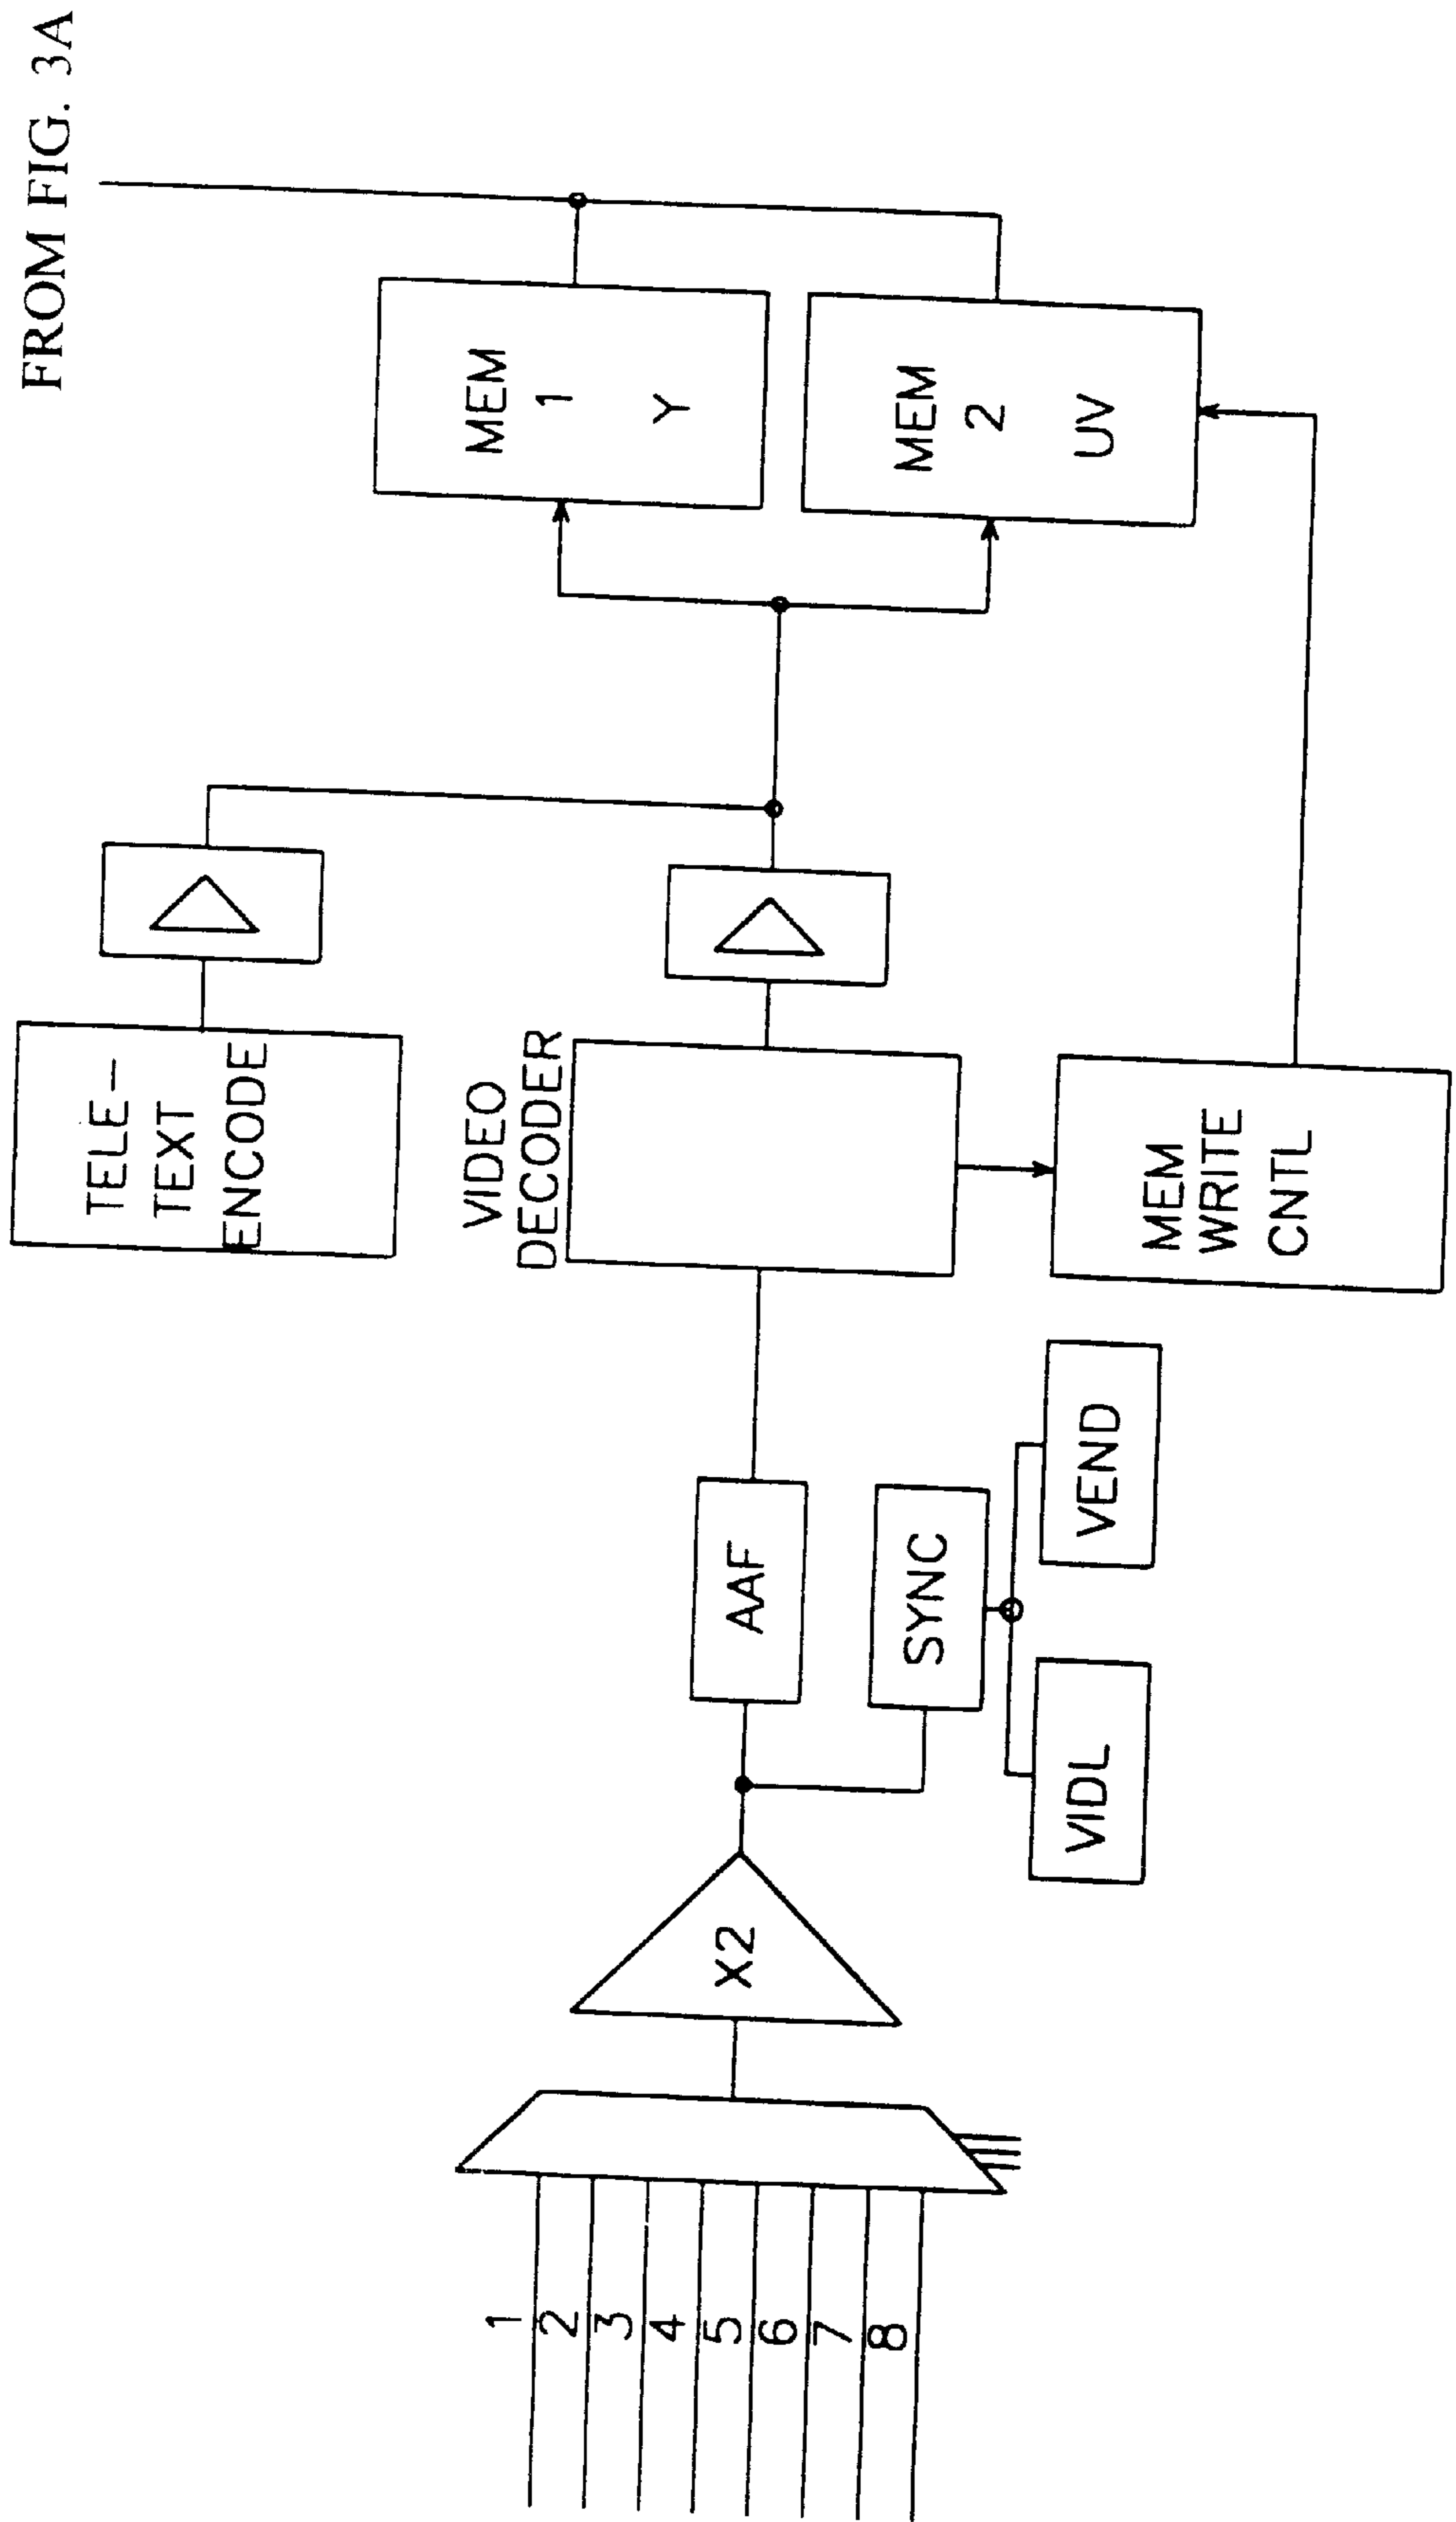 FROM FIG. 3A
TELE-
TEXT
ENCODE
VIDEO
DECODER
MEM
1
Y
MEM
2
UV
MEM
WRITE
CNTL
AAF
SYNC
VEND
VIDL
X2
1
2
3
4
5
6
7
8